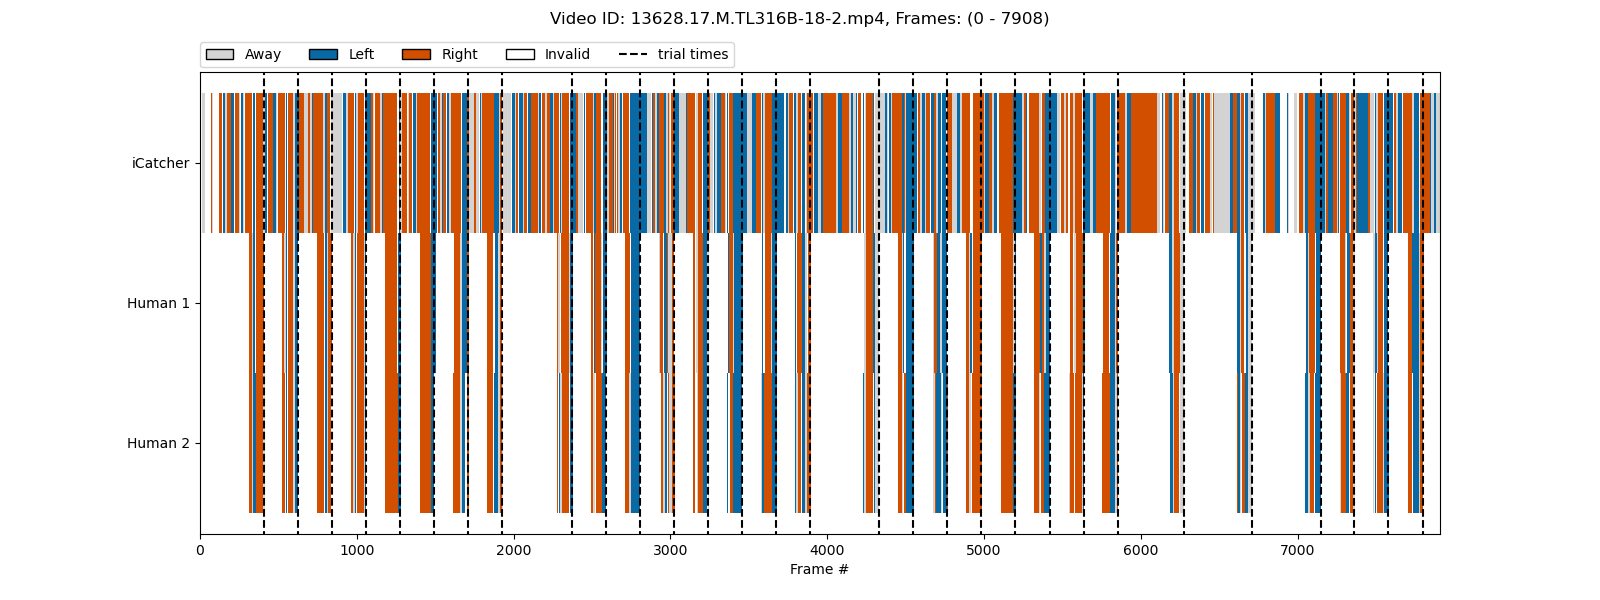 Video ID: 13628.17.M.TL316B-18-2.mp4, Frames: (0 - 7908)
Away Left Right Invalid trial times
iCatcher
Human 1
Human 2
0 1000 2000 3000 4000 5000 6000 7000
Frame #